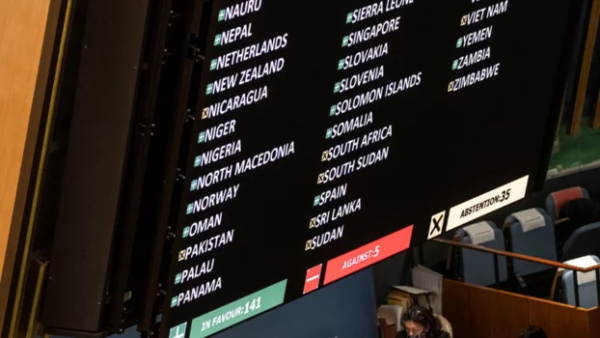 NAURU
NEPAL
NETHERLANDS
NEW ZEALAND
NICARAGUA
NIGER
NIGERIA
NORTH MACEDONIA
NORWAY
OMAN
PAKISTAN
PALAU
PANAMA
SIERRA LEONE
SINGAPORE
SLOVAKIA
SLOVENIA
SOLOMON ISLANDS
SOMALIA
SOUTH AFRICA
SOUTH SUDAN
SPAIN
SRI LANKA
SUDAN
VIET NAM
YEMEN
ZAMBIA
ZIMBABWE
IN FAVOUR:141
AGAINST:5
ABSTENTION:35